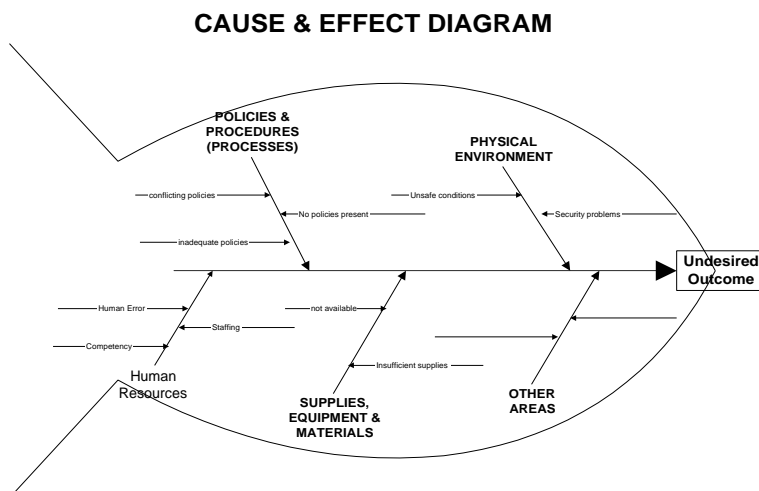 CAUSE & EFFECT DIAGRAM
POLICIES &
PROCEDURES
(PROCESSES)
PHYSICAL
ENVIRONMENT
conflicting policies
Unsafe conditions
No policies present
Security problems
inadequate policies
Undesired
Outcome
Human Error
not available
Staffing
Competency
Insufficient supplies
Human
Resources
SUPPLIES,
EQUIPMENT &
MATERIALS
OTHER
AREAS